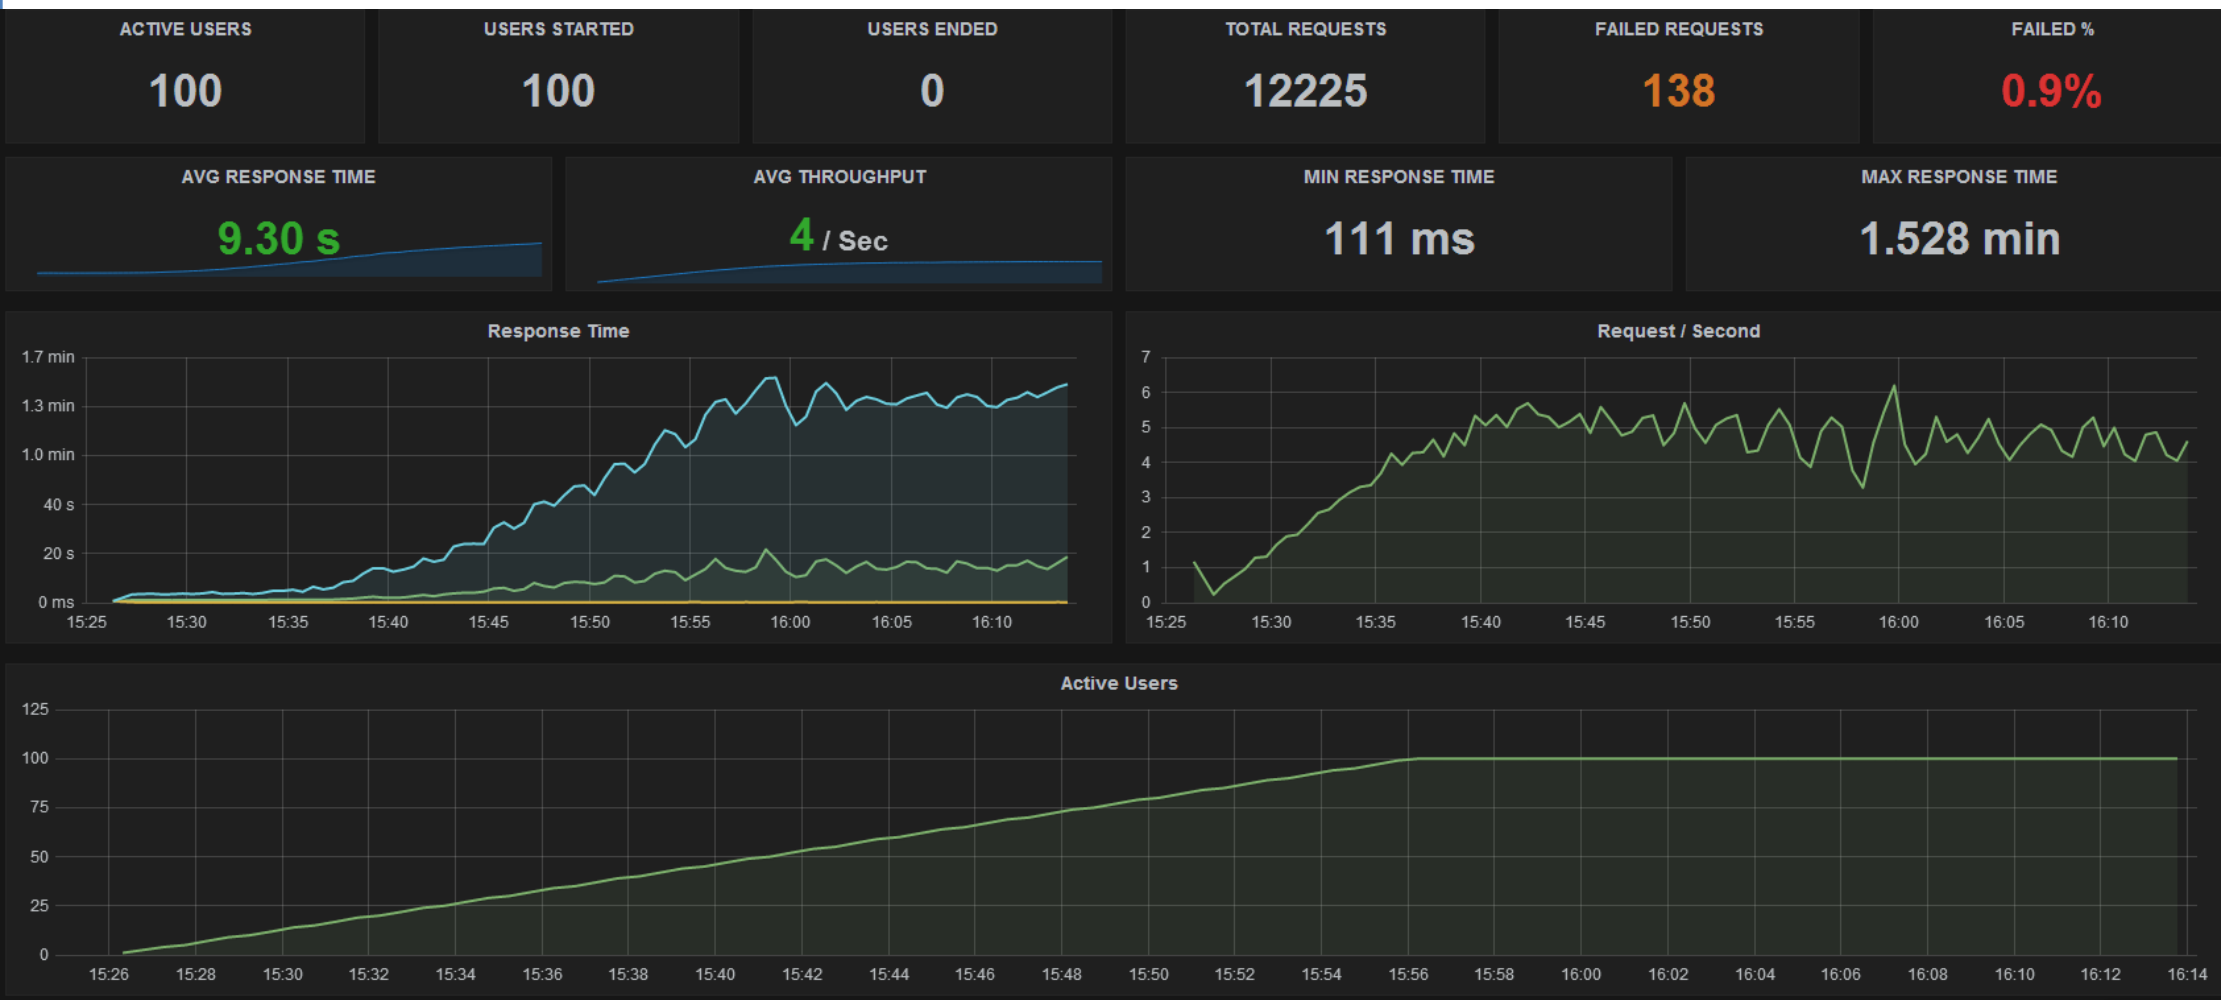 ACTIVE USERS
100
USERS STARTED
100
USERS ENDED
0
TOTAL REQUESTS
12225
FAILED REQUESTS
138
FAILED %
0.9%
AVG RESPONSE TIME
9.30 s
AVG THROUGHPUT
4 / Sec
MIN RESPONSE TIME
111 ms
MAX RESPONSE TIME
1.528 min
Response Time
1.7 min
1.3 min
1.0 min
40 s
20 s
0 ms
15:25 15:30 15:35 15:40 15:45 15:50 15:55 16:00 16:05 16:10
Request / Second
7
6
5
4
3
2
1
0
15:25 15:30 15:35 15:40 15:45 15:50 15:55 16:00 16:05 16:10
Active Users
125
100
75
50
25
0
15:26 15:28 15:30 15:32 15:34 15:36 15:38 15:40 15:42 15:44 15:46 15:48 15:50 15:52 15:54 15:56 15:58 16:00 16:02 16:04 16:06 16:08 16:10 16:12 16:14